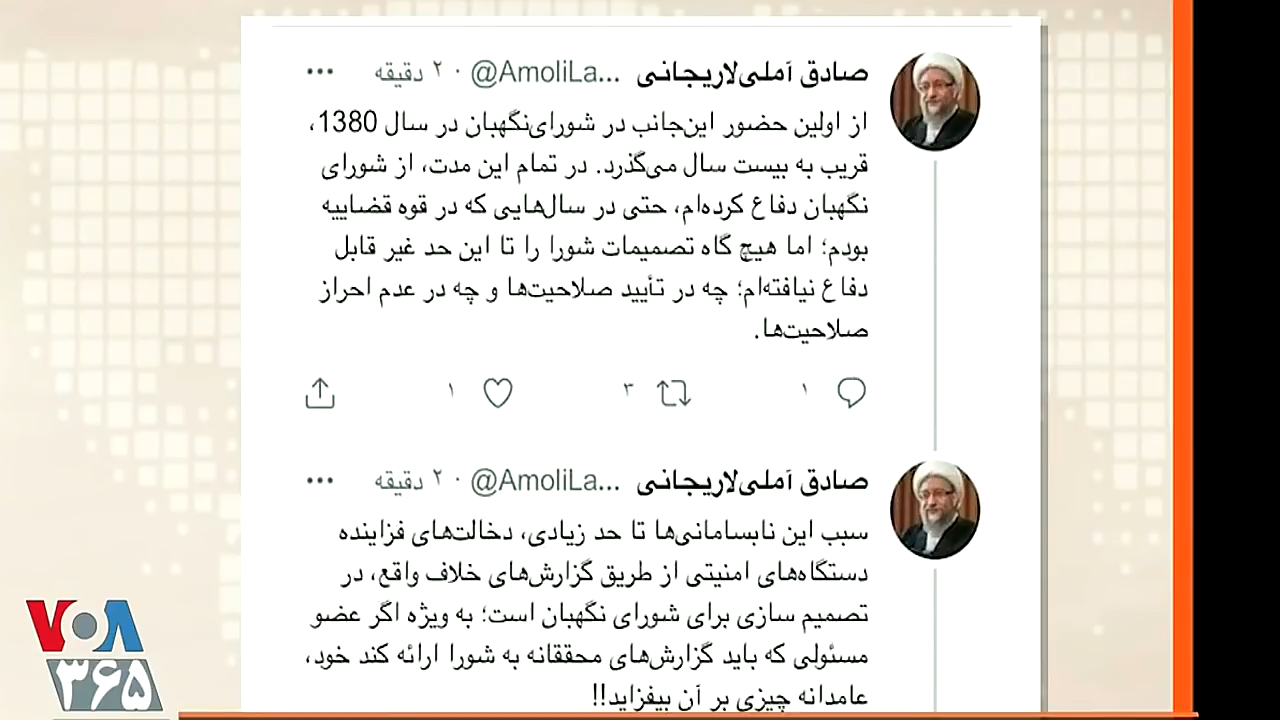 صادق آملی‌لاریجانی @AmoliLa... · ۲ دقیقه
از اولین حضور این‌جانب در شورای‌نگهبان در سال 1380،
قریب به بیست سال می‌گذرد. در تمام این مدت، از شورای
نگهبان دفاع کرده‌ام، حتی در سال‌هایی که در قوه قضاییه
بودم؛ اما هیچ گاه تصمیمات شورا را تا این حد غیر قابل
دفاع نیافته‌ام؛ چه در تأیید صلاحیت‌ها و چه در عدم احراز
صلاحیت‌ها.
۱ ۳ ۱
صادق آملی‌لاریجانی @AmoliLa... · ۲ دقیقه
سبب این نابسامانی‌ها تا حد زیادی، دخالت‌های فزاینده
دستگاه‌های امنیتی از طریق گزارش‌های خلاف واقع، در
تصمیم سازی برای شورای نگهبان است؛ به ویژه اگر عضو
مسئولی که باید گزارش‌های محققانه به شورا ارائه کند خود،
عامدانه چیزی بر آن بیفزاید!!
VOA
۳۶۵